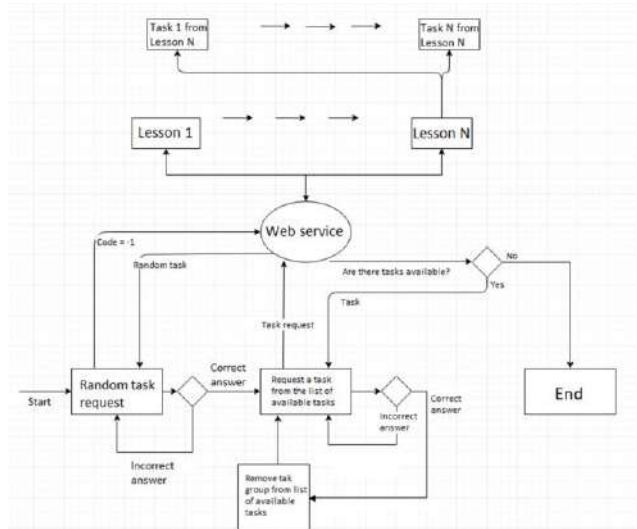 Task 1 from
Lesson N
Task N from
Lesson N
Lesson 1
Lesson N
Web service
Code = -1
Random task
Are there tasks available?
No
Yes
Task
Task request
Start
Random task
request
Correct
answer
Incorrect
answer
Request a task
from the list of
available tasks
Incorrect
answer
Correct
answer
End
Remove tak
group from list
of available
tasks